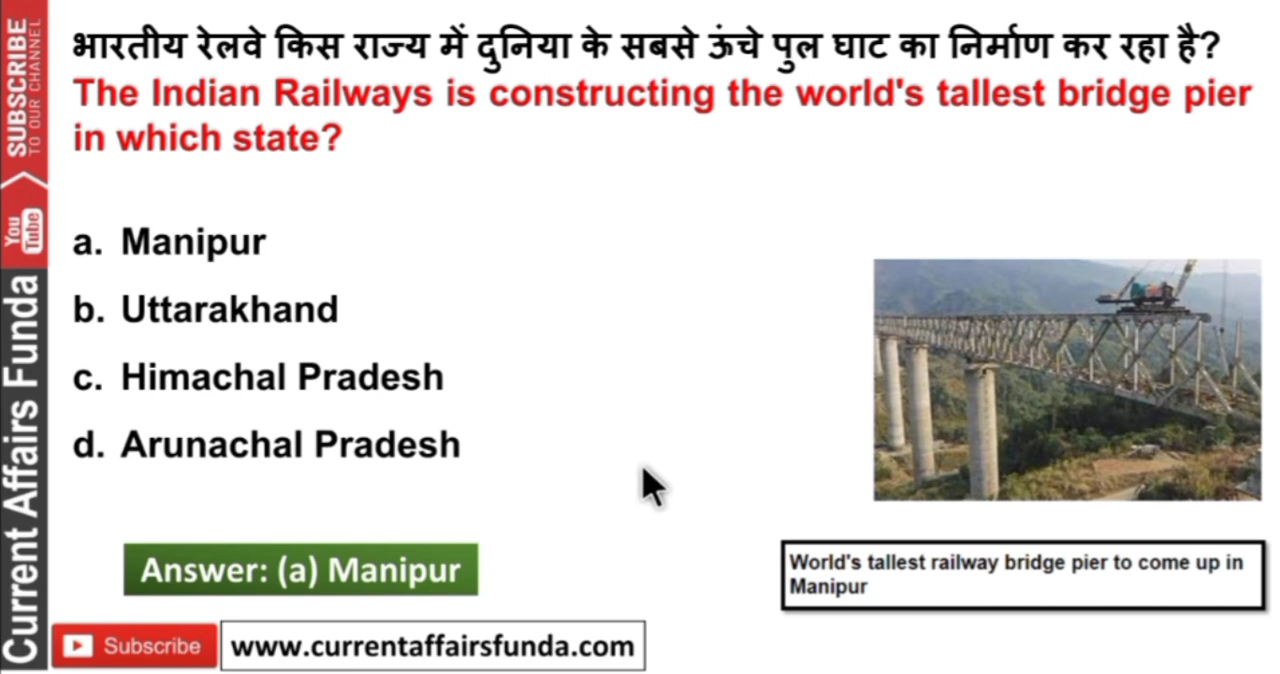 भारतीय रेलवे किस राज्य में दुनिया के सबसे ऊंचे पुल घाट का निर्माण कर रहा है?
The Indian Railways is constructing the world's tallest bridge pier
in which state?
a. Manipur
b. Uttarakhand
c. Himachal Pradesh
d. Arunachal Pradesh
Answer: (a) Manipur
World's tallest railway bridge pier to come up in
Manipur
Subscribe
www.currentaffairsfunda.com
Current Affairs Funda
You Tube
SUBSCRIBE
TO OUR CHANNEL